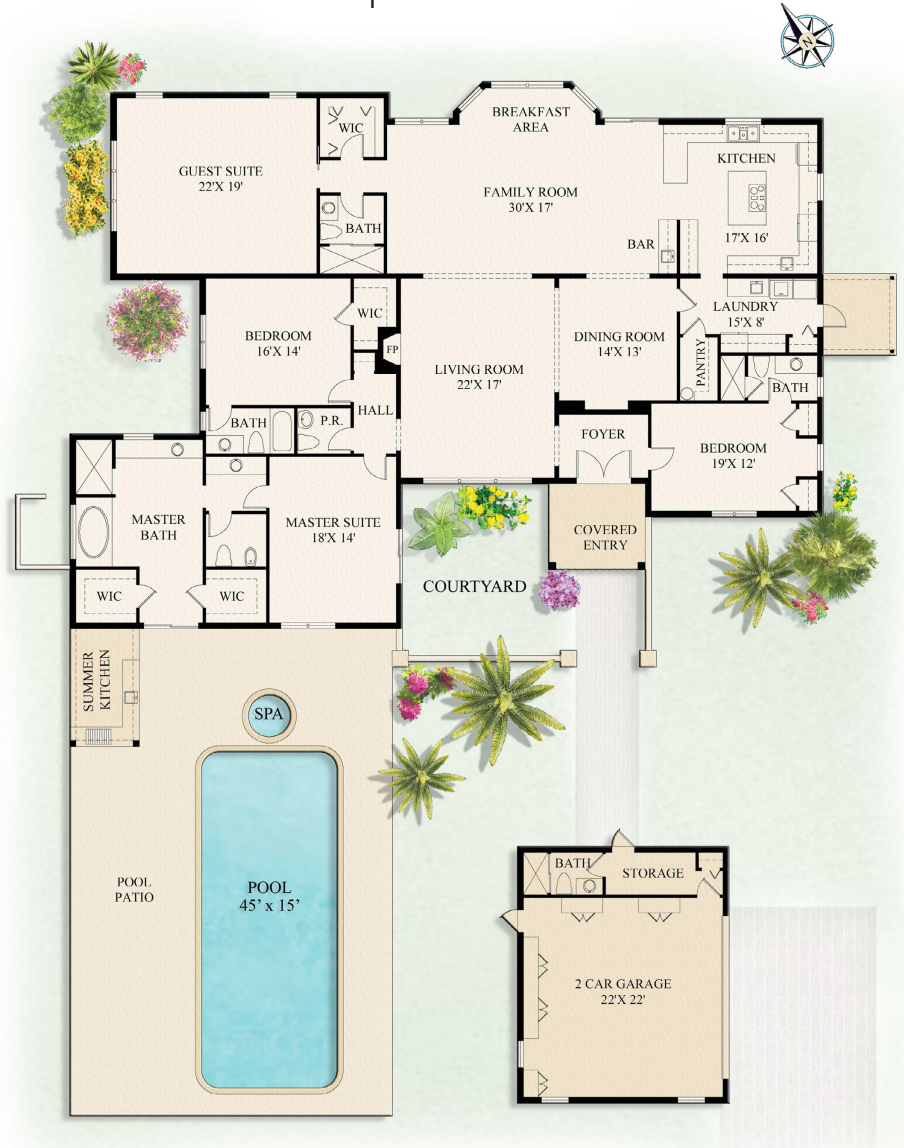 N
BREAKFAST
AREA
WIC
KITCHEN
GUEST SUITE
22'X 19'
FAMILY ROOM
30'X 17'
BATH
BAR
17'X 16'
WIC
LAUNDRY
15'X 8'
BEDROOM
16'X 14'
DINING ROOM
14'X 13'
FP
LIVING ROOM
22'X 17'
PANTRY
BATH
HALL
BATH
P.R.
FOYER
BEDROOM
19'X 12'
MASTER
BATH
MASTER SUITE
18'X 14'
COVERED
ENTRY
COURTYARD
WIC
WIC
SUMMER
KITCHEN
SPA
BATH
STORAGE
POOL
PATIO
POOL
45' x 15'
2 CAR GARAGE
22'X 22'